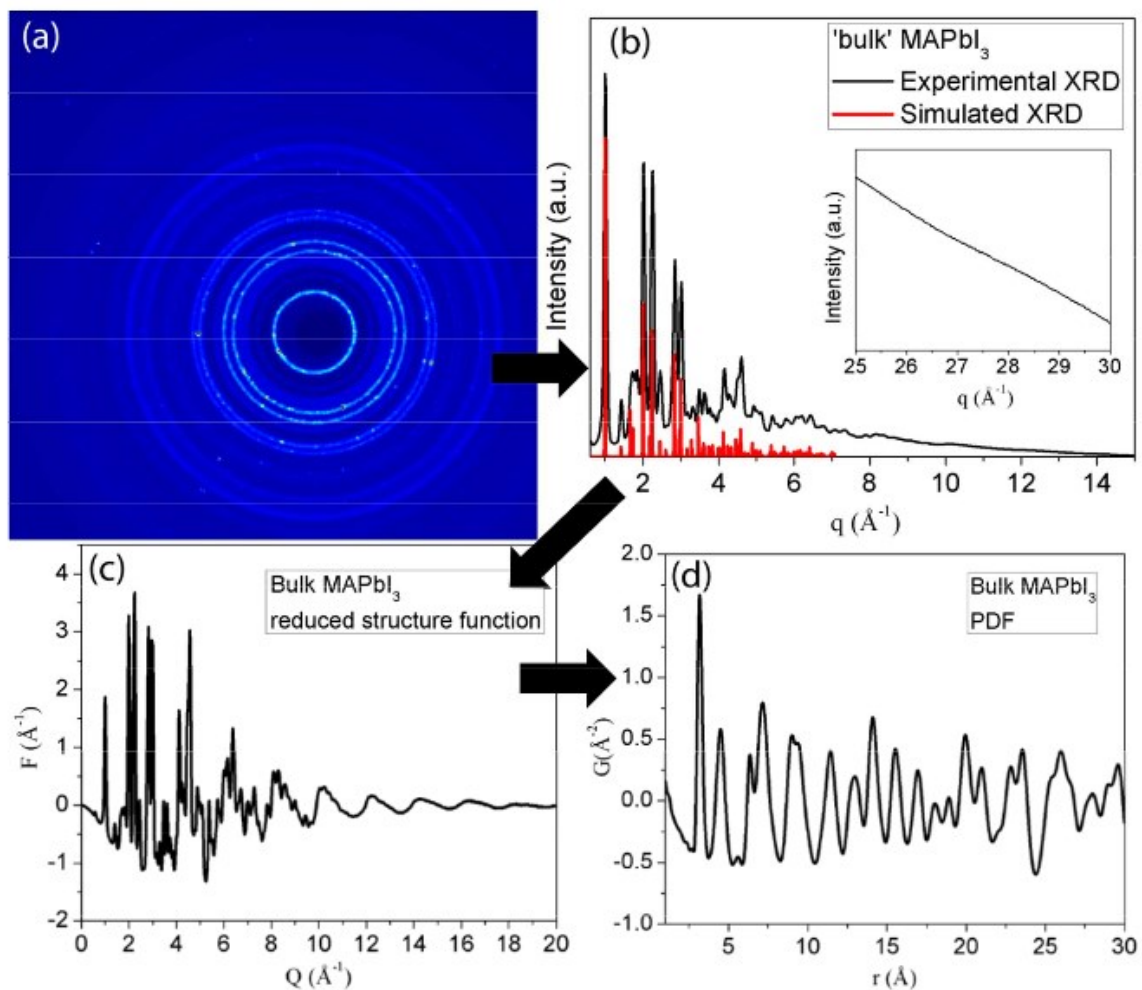 (a)
(b)
'bulk' MAPbI₃
Experimental XRD
Simulated XRD
Intensity (a.u.)
25 26 27 28 29 30
q (Å⁻¹)
Intensity (a.u.)
2 4 6 8 10 12 14
q (Å⁻¹)
(c)
Bulk MAPbI₃
reduced structure function
4
3
2
1
0
-1
-2
F (Å⁻¹)
0 2 4 6 8 10 12 14 16 18 20
Q (Å⁻¹)
(d)
Bulk MAPbI₃
PDF
2.0
1.5
1.0
0.5
0.0
-0.5
-1.0
G(Å⁻²)
5 10 15 20 25 30
r (Å)